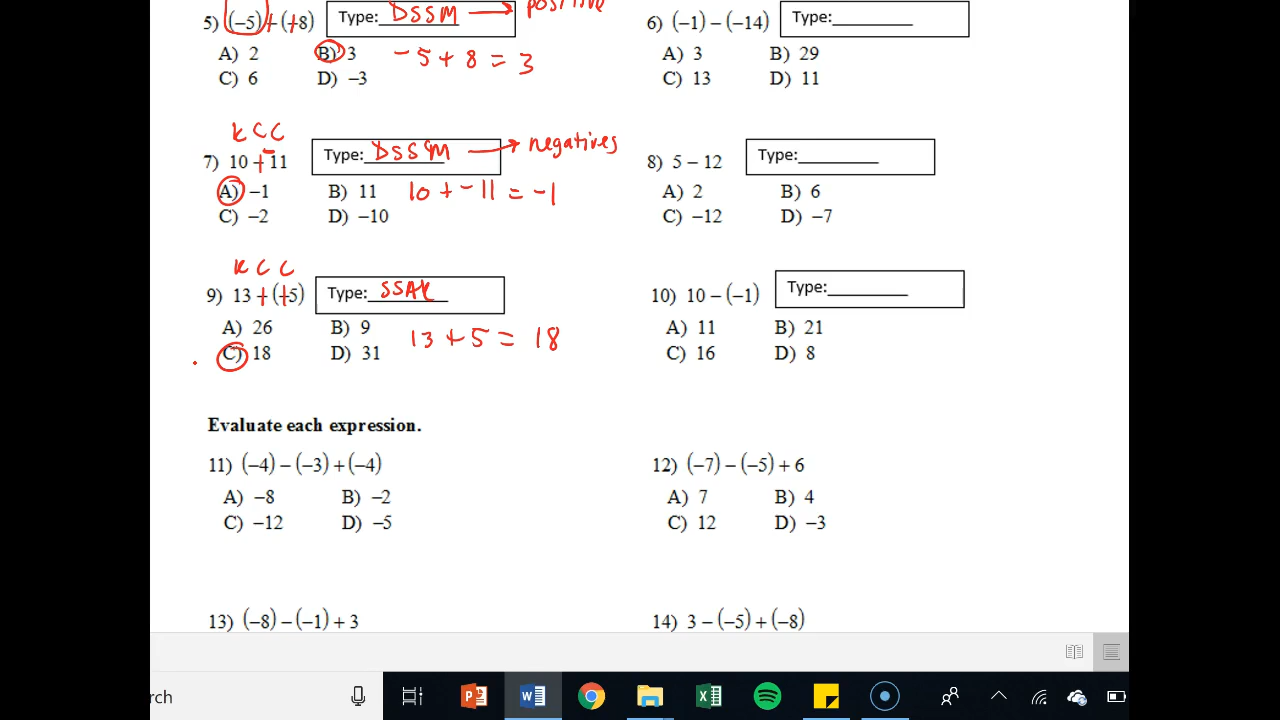 5) (−5) + (+8) Type: DSSM → positive
A) 2 B) 3 −5 + 8 = 3
C) 6 D) −3
6) (−1) − (−14) Type:
A) 3 B) 29
C) 13 D) 11
K C C
7) 10 + −11 Type: DSSM → negatives
A) −1 B) 11 10 + −11 = −1
C) −2 D) −10
8) 5 − 12 Type:
A) 2 B) 6
C) −12 D) −7
K C C
9) 13 + (+5) Type: SSAK
A) 26 B) 9 13 + 5 = 18
C) 18 D) 31
10) 10 − (−1) Type:
A) 11 B) 21
C) 16 D) 8
Evaluate each expression.
11) (−4) − (−3) + (−4)
A) −8 B) −2
C) −12 D) −5
12) (−7) − (−5) + 6
A) 7 B) 4
C) 12 D) −3
13) (−8) − (−1) + 3
14) 3 − (−5) + (−8)
rch